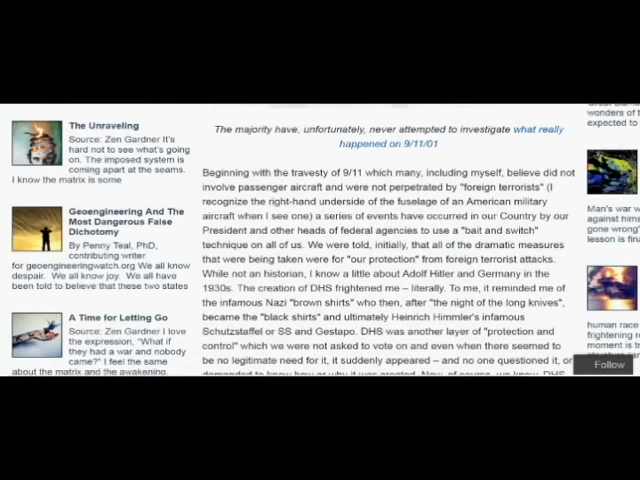 The Unraveling
Source: Zen Gardner It's
hard not to see what's going
on. The imposed system is
coming apart at the seams.
I know the matrix is some
Geoengineering And The
Most Dangerous False
Dichotomy
By Penny Teal, PhD,
contributing writer
for geoengineeringwatch.org We all know
despair. We all know joy. We all have
been told to believe that these two states
A Time for Letting Go
Source: Zen Gardner I love
the expression, “What if
they had a war and nobody
came?” I feel the same
about the matrix and the awakening.
The majority have, unfortunately, never attempted to investigate what really
happened on 9/11/01
Beginning with the travesty of 9/11 which many, including myself, believe did not
involve passenger aircraft and were not perpetrated by "foreign terrorists" (I
recognize the right-hand underside of the fuselage of an American military
aircraft when I see one) a series of events have occurred in our Country by our
President and other heads of federal agencies to use a "bait and switch"
technique on all of us. We were told, initially, that all of the dramatic measures
that were being taken were for "our protection" from foreign terrorist attacks.
While not an historian, I know a little about Adolf Hitler and Germany in the
1930s. The creation of DHS frightened me – literally. To me, it reminded me of
the infamous Nazi "brown shirts" who then, after "the night of the long knives",
became the "black shirts" and ultimately Heinrich Himmler's infamous
Schutzstaffel or SS and Gestapo. DHS was another layer of "protection and
control" which we were not asked to vote on and even when there seemed to
be no legitimate need for it, it suddenly appeared – and no one questioned it, or
demanded to know how or why it was created. Now, of course, we know, DHS
wonders of t
expected to
Man's war w
against hims
gone wrong'
lesson is fina
human race
frightening r
moment is tr
Follow